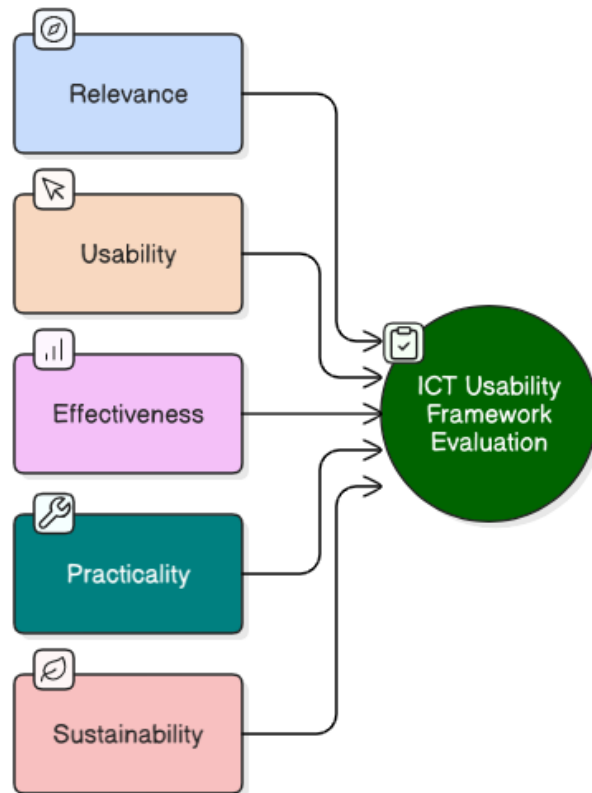 Relevance
Usability
Effectiveness
ICT Usability
Framework
Evaluation
Practicality
Sustainability